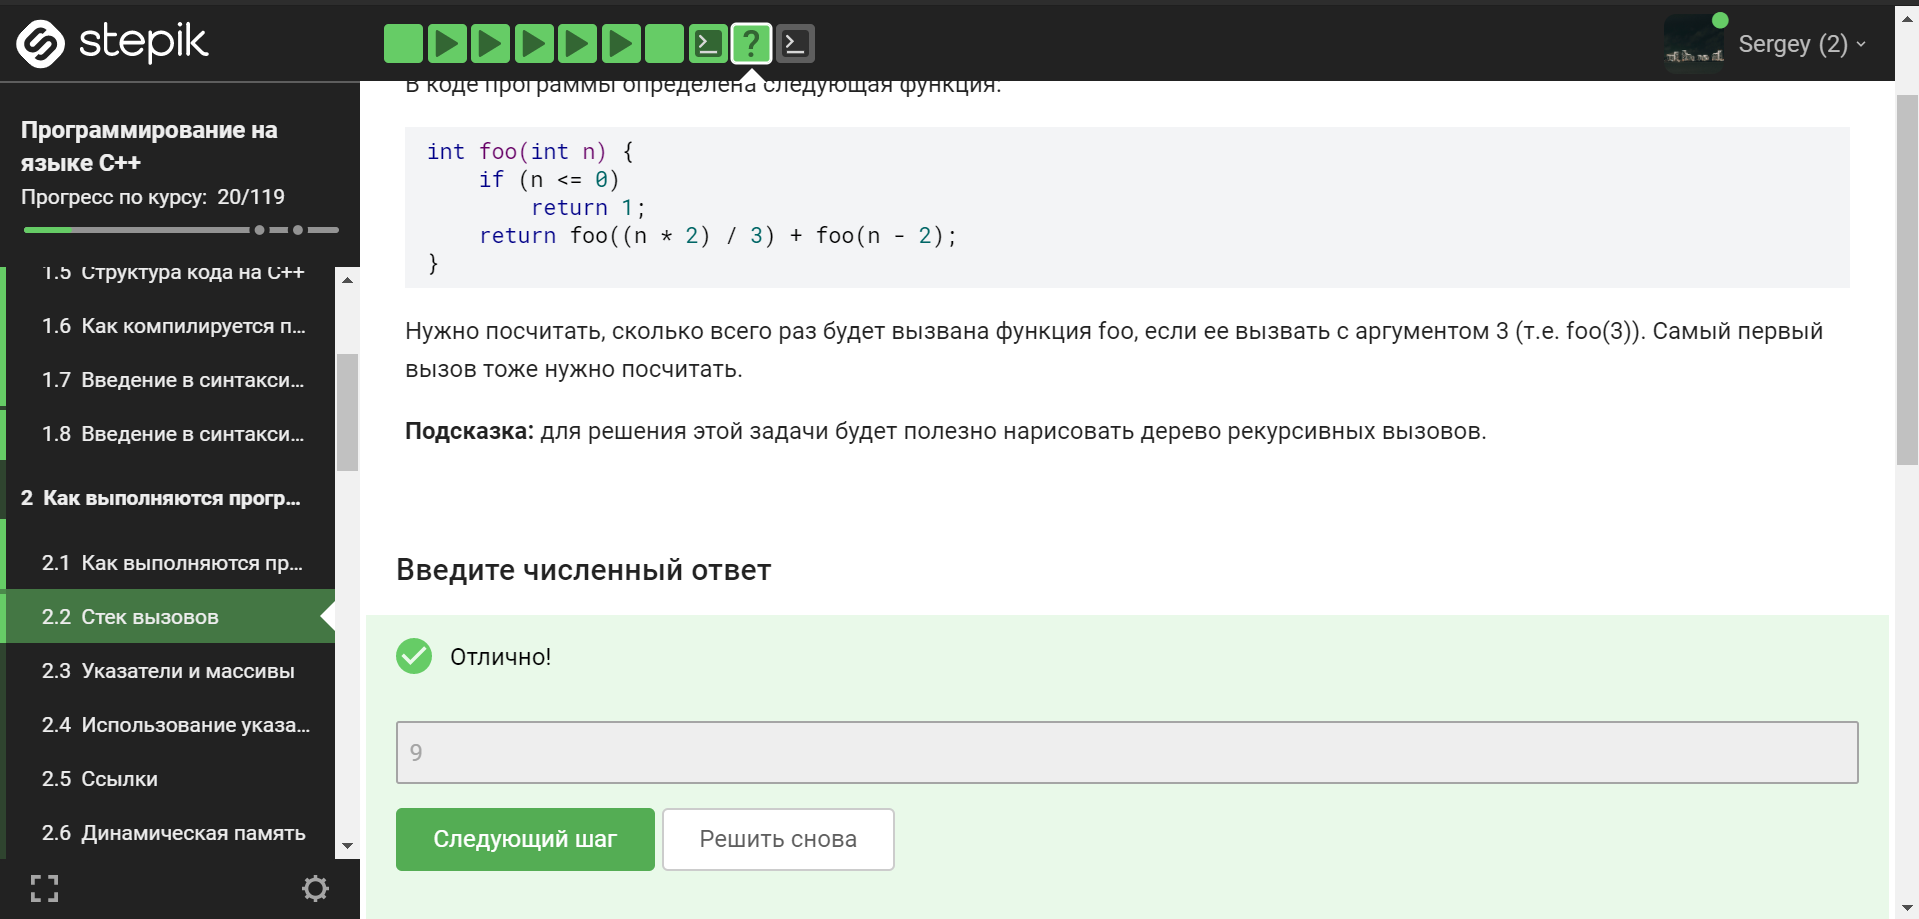 stepik
Sergey (2)
Программирование на
языке C++
Прогресс по курсу: 20/119
1.5 Структура кода на C++
1.6 Как компилируется п...
1.7 Введение в синтакси...
1.8 Введение в синтакси...
2 Как выполняются прогр...
2.1 Как выполняются пр...
2.2 Стек вызовов
2.3 Указатели и массивы
2.4 Использование указа...
2.5 Ссылки
2.6 Динамическая память
В коде программы определена следующая функция:
int foo(int n) {
    if (n <= 0)
        return 1;
    return foo((n * 2) / 3) + foo(n - 2);
}
Нужно посчитать, сколько всего раз будет вызвана функция foo, если ее вызвать с аргументом 3 (т.е. foo(3)). Самый первый
вызов тоже нужно посчитать.
Подсказка: для решения этой задачи будет полезно нарисовать дерево рекурсивных вызовов.
Введите численный ответ
Отлично!
9
Следующий шаг
Решить снова